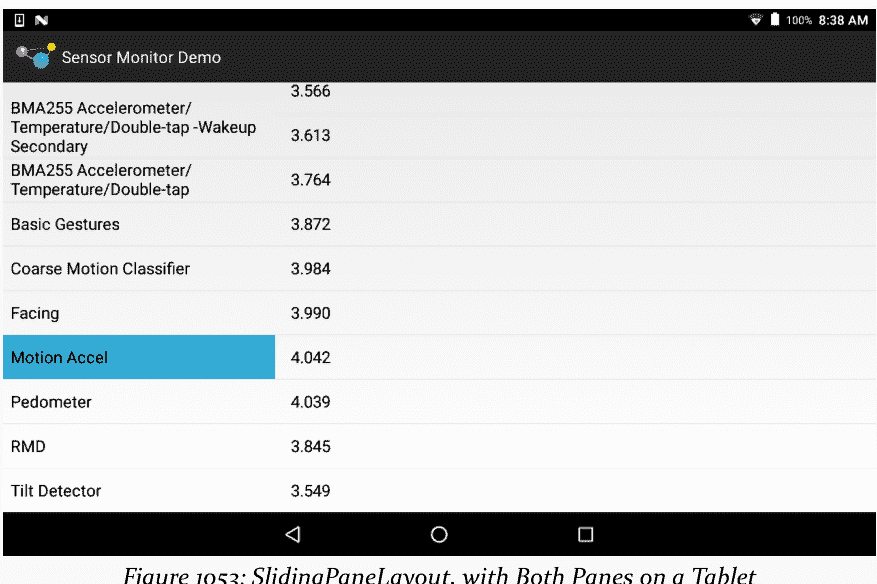 100% 8:38 AM
Sensor Monitor Demo
3.566
BMA255 Accelerometer/
Temperature/Double-tap -Wakeup
Secondary
3.613
BMA255 Accelerometer/
Temperature/Double-tap
3.764
Basic Gestures 3.872
Coarse Motion Classifier 3.984
Facing 3.990
Motion Accel 4.042
Pedometer 4.039
RMD 3.845
Tilt Detector 3.549
Figure 1053: SlidingPaneLayout, with Both Panes on a Tablet